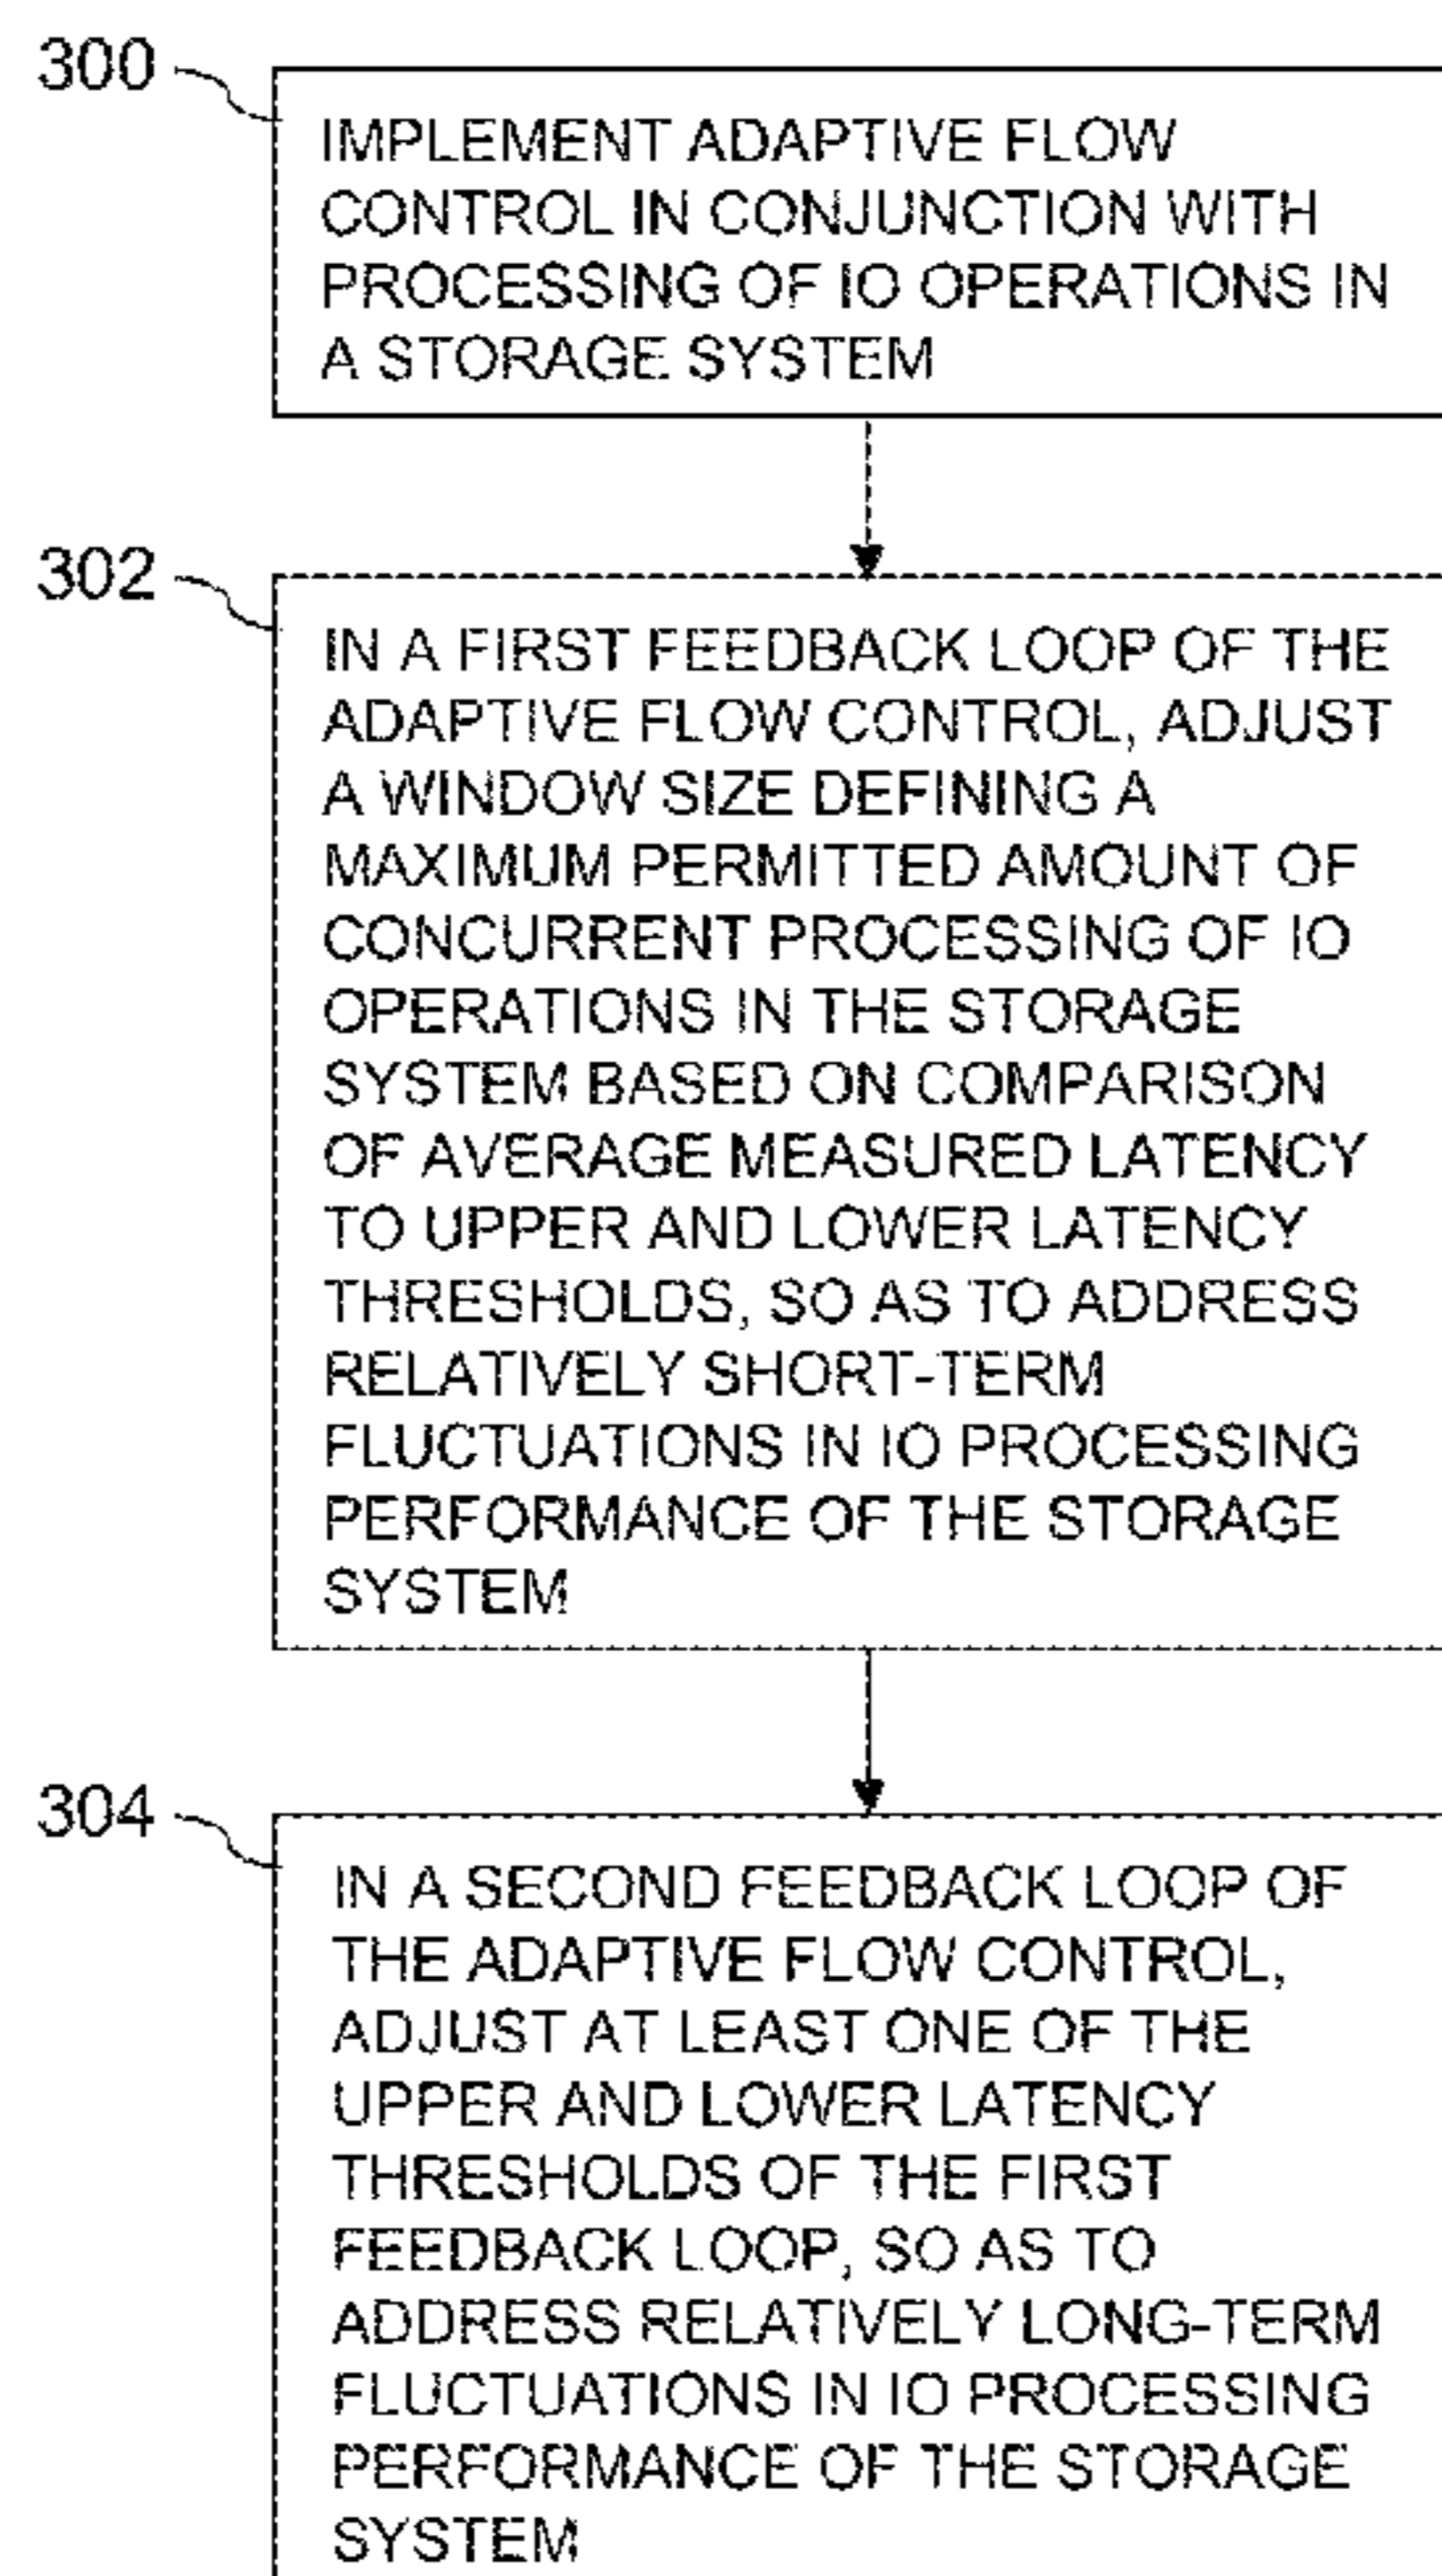 300
IMPLEMENT ADAPTIVE FLOW
CONTROL IN CONJUNCTION WITH
PROCESSING OF IO OPERATIONS IN
A STORAGE SYSTEM
302
IN A FIRST FEEDBACK LOOP OF THE
ADAPTIVE FLOW CONTROL, ADJUST
A WINDOW SIZE DEFINING A
MAXIMUM PERMITTED AMOUNT OF
CONCURRENT PROCESSING OF IO
OPERATIONS IN THE STORAGE
SYSTEM BASED ON COMPARISON
OF AVERAGE MEASURED LATENCY
TO UPPER AND LOWER LATENCY
THRESHOLDS, SO AS TO ADDRESS
RELATIVELY SHORT-TERM
FLUCTUATIONS IN IO PROCESSING
PERFORMANCE OF THE STORAGE
SYSTEM
304
IN A SECOND FEEDBACK LOOP OF
THE ADAPTIVE FLOW CONTROL,
ADJUST AT LEAST ONE OF THE
UPPER AND LOWER LATENCY
THRESHOLDS OF THE FIRST
FEEDBACK LOOP, SO AS TO
ADDRESS RELATIVELY LONG-TERM
FLUCTUATIONS IN IO PROCESSING
PERFORMANCE OF THE STORAGE
SYSTEM